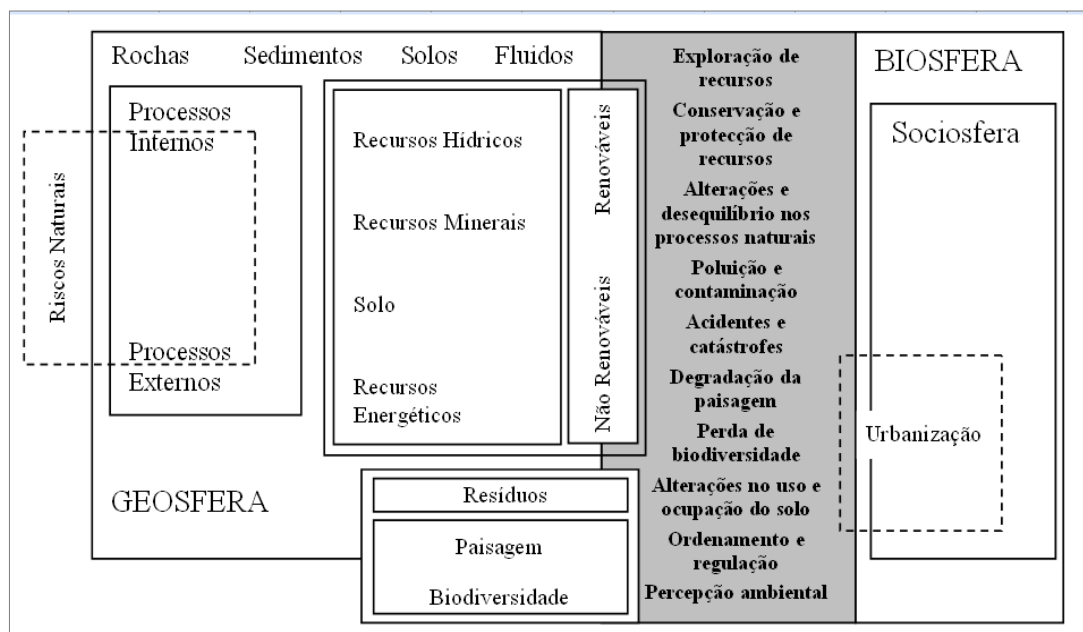 Rochas Sedimentos Solos Fluidos
Processos
Internos
Riscos Naturais
Processos
Externos
GEOSFERA
Recursos Hídricos
Recursos Minerais
Solo
Recursos
Energéticos
Renováveis
Não Renováveis
Resíduos
Paisagem
Biodiversidade
Exploração de
recursos
Conservação e
protecção de
recursos
Alterações e
desequilíbrio nos
processos naturais
Poluição e
contaminação
Acidentes e
catástrofes
Degradação da
paisagem
Perda de
biodiversidade
Alterações no uso e
ocupação do solo
Ordenamento e
regulação
Percepção ambiental
BIOSFERA
Sociosfera
Urbanização